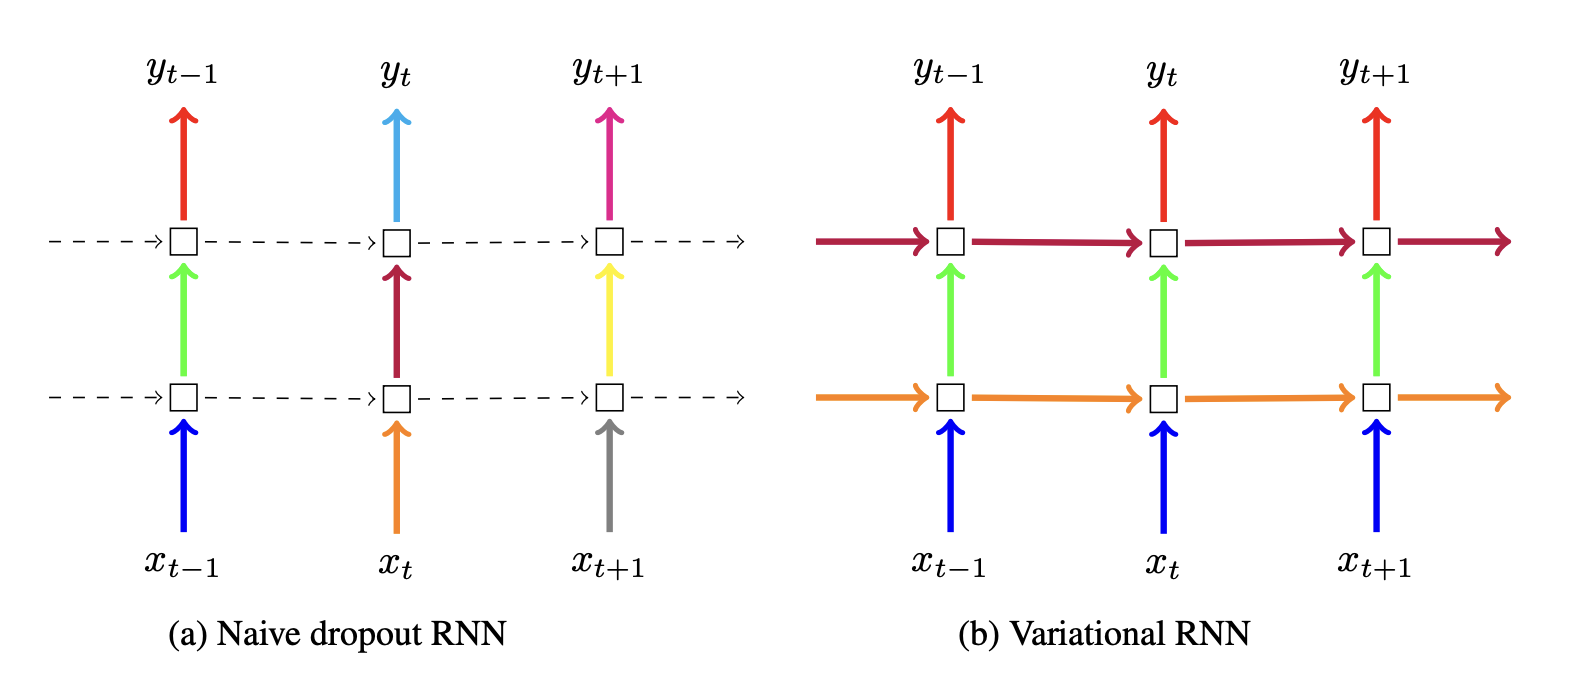 y_{t−1} y_t y_{t+1} y_{t−1} y_t y_{t+1}
x_{t−1} x_t x_{t+1} x_{t−1} x_t x_{t+1}
(a) Naive dropout RNN
(b) Variational RNN